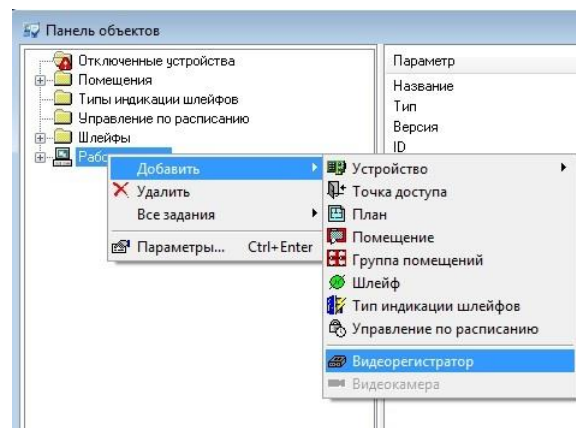 Панель объектов
Отключенные устройства
Помещения
Типы индикации шлейфов
Управление по расписанию
Шлейфы
Рабо
Параметр
Название
Тип
Версия
ID
Добавить
Удалить
Все задания
Параметры... Ctrl+Enter
Устройство
Точка доступа
План
Помещение
Группа помещений
Шлейф
Тип индикации шлейфов
Управление по расписанию
Видеорегистратор
Видеокамера